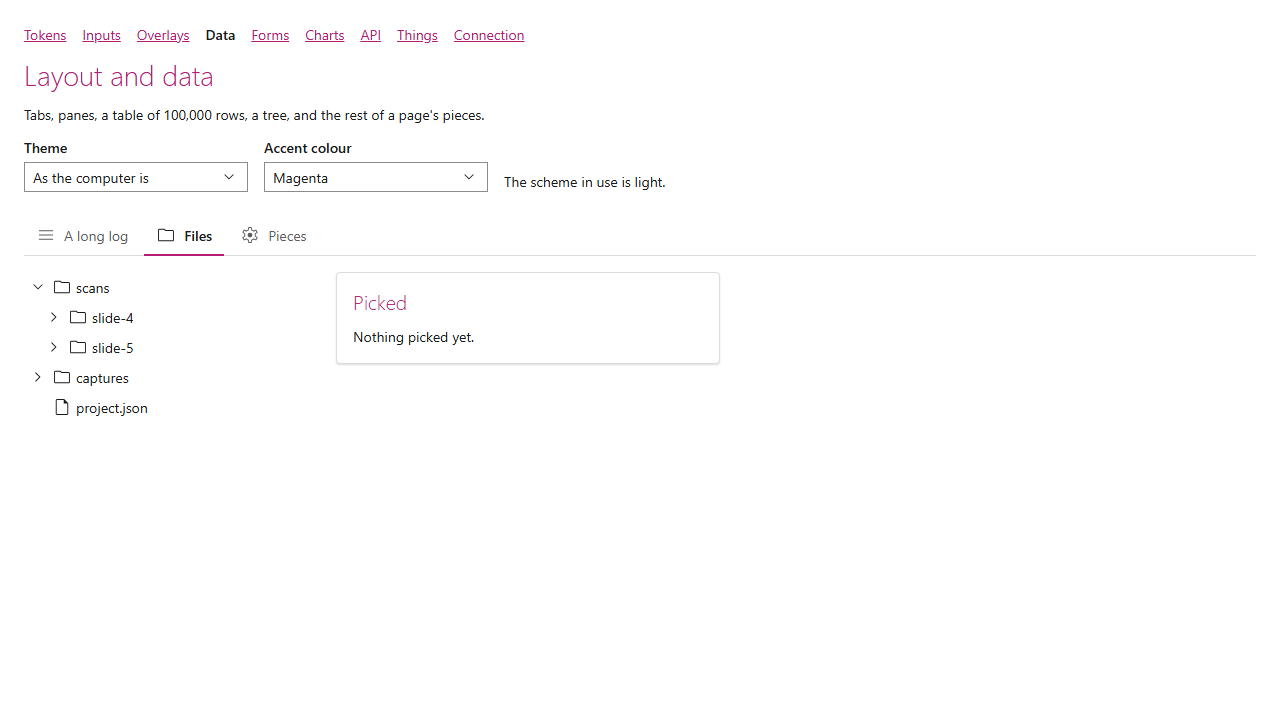 Tokens Inputs Overlays Data Forms Charts API Things Connection
Layout and data
Tabs, panes, a table of 100,000 rows, a tree, and the rest of a page's pieces.
Theme Accent colour
As the computer is Magenta The scheme in use is light.
A long log Files Pieces
scans
slide-4
slide-5
captures
project.json
Picked
Nothing picked yet.